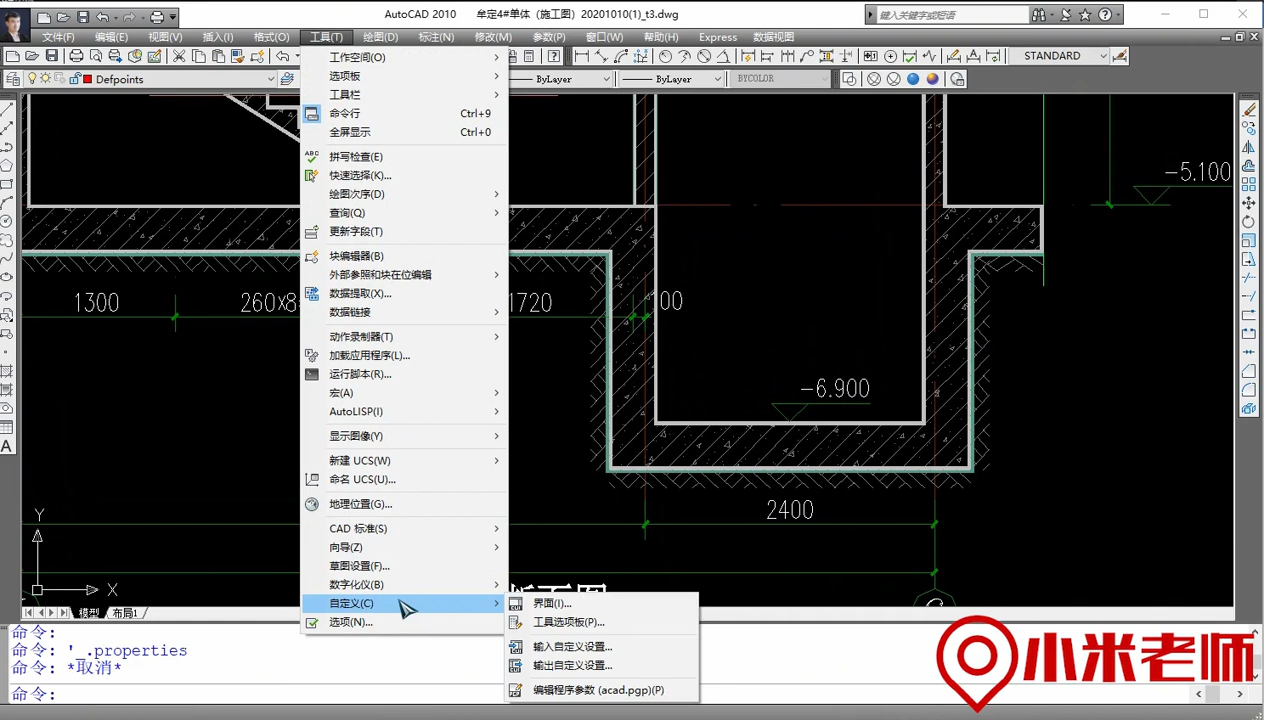 AutoCAD 2010 牟定4#单体（施工图）20201010(1)_t3.dwg
键入关键字或短语
文件(F) 编辑(E) 视图(V) 插入(I) 格式(O) 工具(T) 绘图(D) 标注(N) 修改(M) 参数(P) 窗口(W) 帮助(H) Express 数据视图
STANDARD
Defpoints
ByLayer
ByLayer
BYCOLOR
工作空间(O)
选项板
工具栏
命令行 Ctrl+9
全屏显示 Ctrl+0
ABC
拼写检查(E)
快速选择(K)...
绘图次序(D)
查询(Q)
更新字段(T)
块编辑器(B)
外部参照和块在位编辑
数据提取(X)...
数据链接
动作录制器(T)
加载应用程序(L)...
运行脚本(R)...
宏(A)
AutoLISP(I)
显示图像(Y)
新建 UCS(W)
命名 UCS(U)...
地理位置(G)...
CAD 标准(S)
向导(Z)
草图设置(F)...
数字化仪(B)
自定义(C)
选项(N)...
界面(I)...
工具选项板(P)...
输入自定义设置...
输出自定义设置...
编辑程序参数 (acad.pgp)(P)
-5.100
1300
260X8
1720
00
-6.900
2400
Y
X
A
模型
布局1
命令:
命令: '_.properties
命令: *取消*
命令:
小米老师